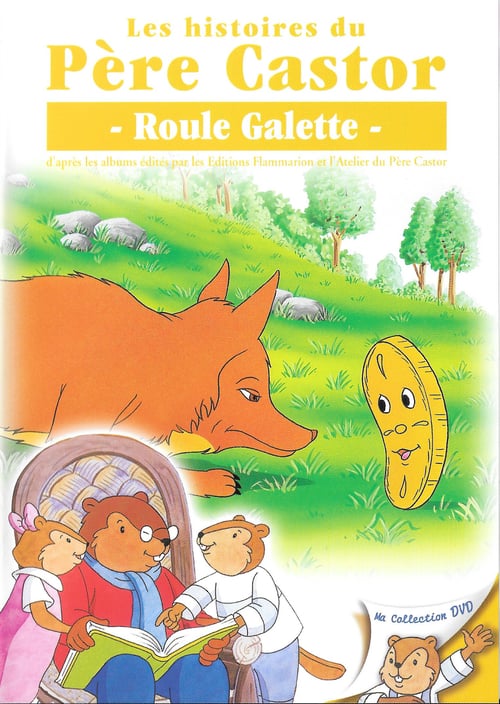 Les histoires du
Père Castor
- Roule Galette -
d'après les albums édités par les Editions Flammarion et l'Atelier du Père Castor
Ma Collection DVD